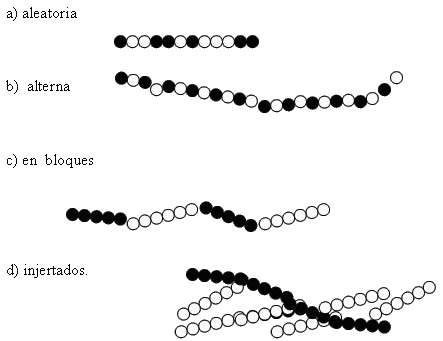 a) aleatoria
b) alterna
c) en bloques
d) injertados.